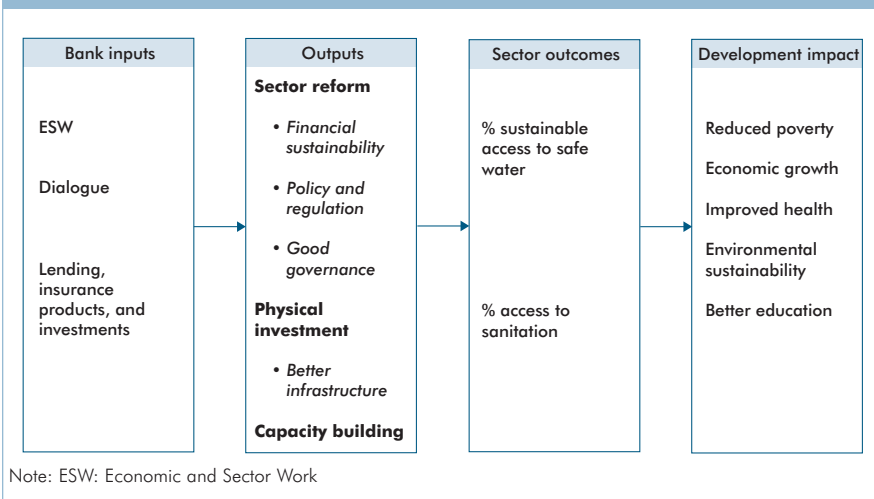 Bank inputs
ESW
Dialogue
Lending,
insurance
products, and
investments
Outputs
Sector reform
• Financial
sustainability
• Policy and
regulation
• Good
governance
Physical
investment
• Better
infrastructure
Capacity building
Sector outcomes
% sustainable
access to safe
water
% access to
sanitation
Development impact
Reduced poverty
Economic growth
Improved health
Environmental
sustainability
Better education
Note: ESW: Economic and Sector Work